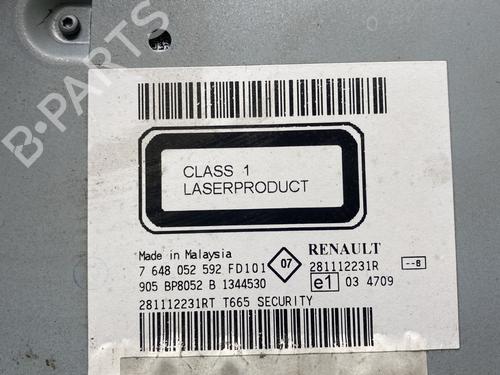 CLASS 1
LASERPRODUCT
Made in Malaysia
7 648 052 592 FD101
07
RENAULT
281112231R
--8
905 BP8052 B 1344530
e1
03 4709
281112231RT T665 SECURITY
B-PARTS